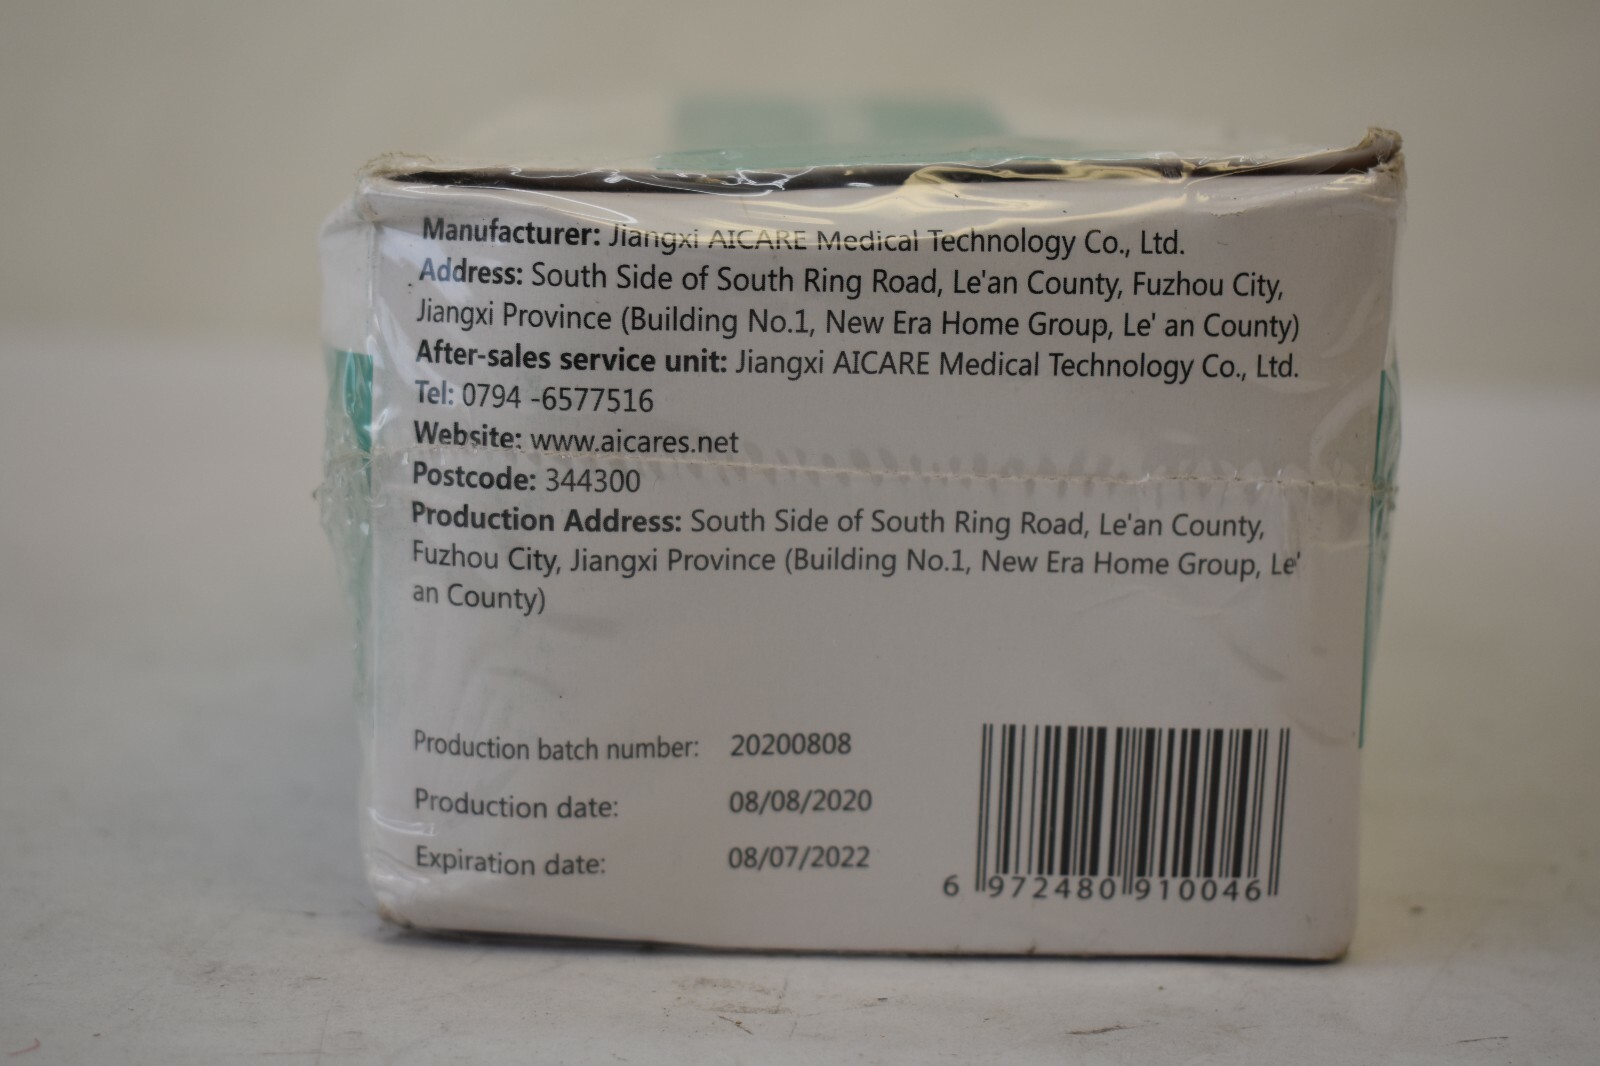 Manufacturer: Jiangxi AICARE Medical Technology Co., Ltd.
Address: South Side of South Ring Road, Le'an County, Fuzhou City,
Jiangxi Province (Building No.1, New Era Home Group, Le' an County)
After-sales service unit: Jiangxi AICARE Medical Technology Co., Ltd.
Tel: 0794 -6577516
Website: www.aicares.net
Postcode: 344300
Production Address: South Side of South Ring Road, Le'an County,
Fuzhou City, Jiangxi Province (Building No.1, New Era Home Group, Le'
an County)
Production batch number: 20200808
Production date: 08/08/2020
Expiration date: 08/07/2022
6 972480 910046